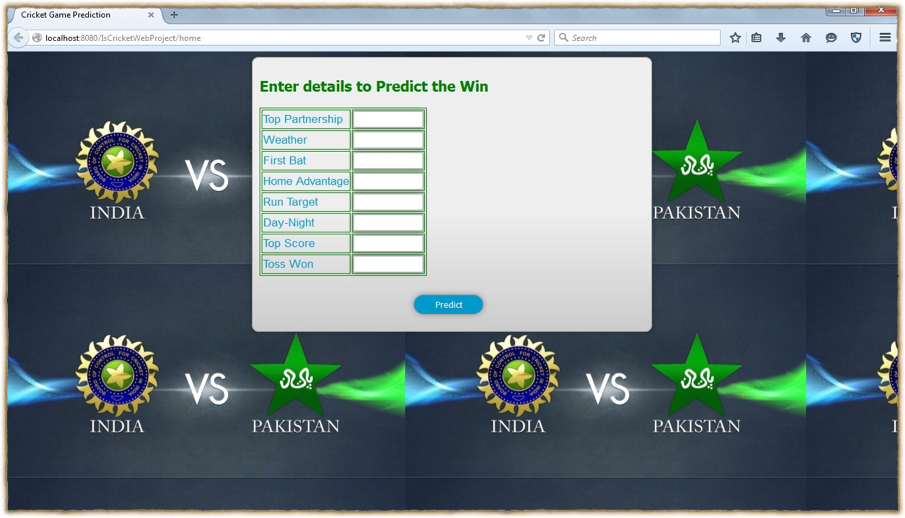 Cricket Game Prediction
localhost:8080/IsCricketWebProject/home
Search
Enter details to Predict the Win
Top Partnership
Weather
First Bat
Home Advantage
Run Target
Day-Night
Top Score
Toss Won
Predict
VS
INDIA
PAKISTAN
I
VS
VS
INDIA
PAKISTAN
INDIA
PAKISTAN
I